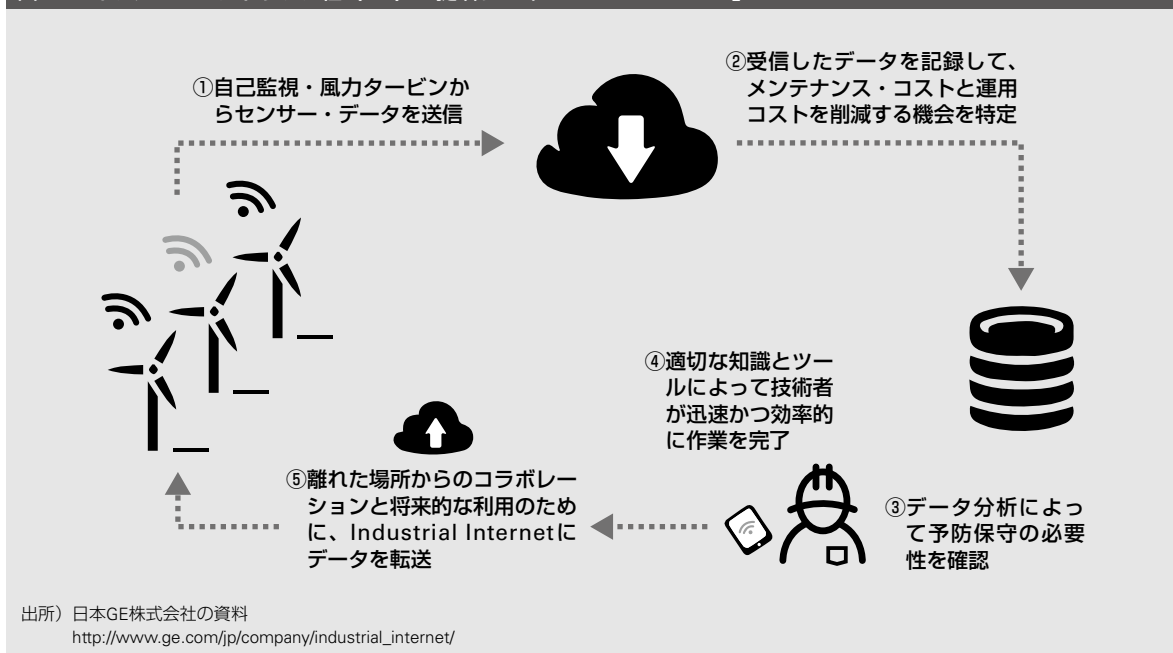 ①自己監視・風力タービンか
らセンサー・データを送信
②受信したデータを記録して、
メンテナンス・コストと運用
コストを削減する機会を特定
③データ分析によっ
て予防保守の必要
性を確認
④適切な知識とツー
ルによって技術者
が迅速かつ効率的
に作業を完了
⑤離れた場所からのコラボレー
ションと将来的な利用のため
に、Industrial Internetに
データを転送
出所）日本GE株式会社の資料
http://www.ge.com/jp/company/industrial_internet/